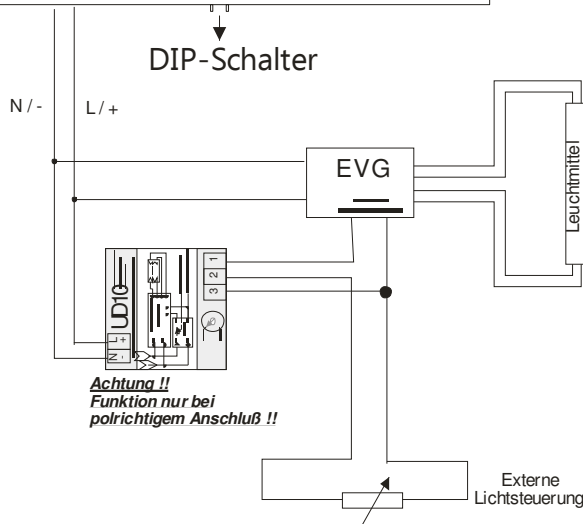 DIP-Schalter
N / -
L / +
EVG
Leuchtmittel
UD10
1
2
3
L +
N -
Achtung !!
Funktion nur bei
polrichtigem Anschluß !!
Externe
Lichtsteuerung